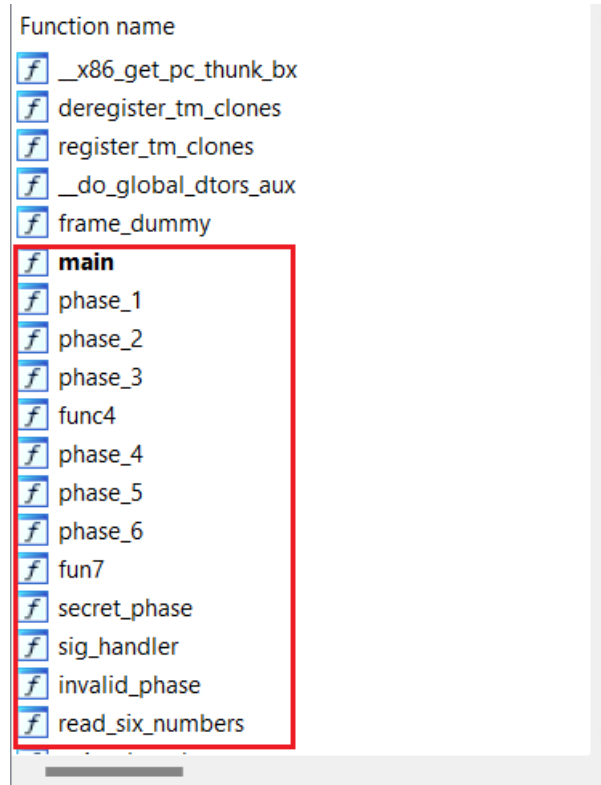 Function name
f __x86_get_pc_thunk_bx
f deregister_tm_clones
f register_tm_clones
f __do_global_dtors_aux
f frame_dummy
f main
f phase_1
f phase_2
f phase_3
f func4
f phase_4
f phase_5
f phase_6
f fun7
f secret_phase
f sig_handler
f invalid_phase
f read_six_numbers